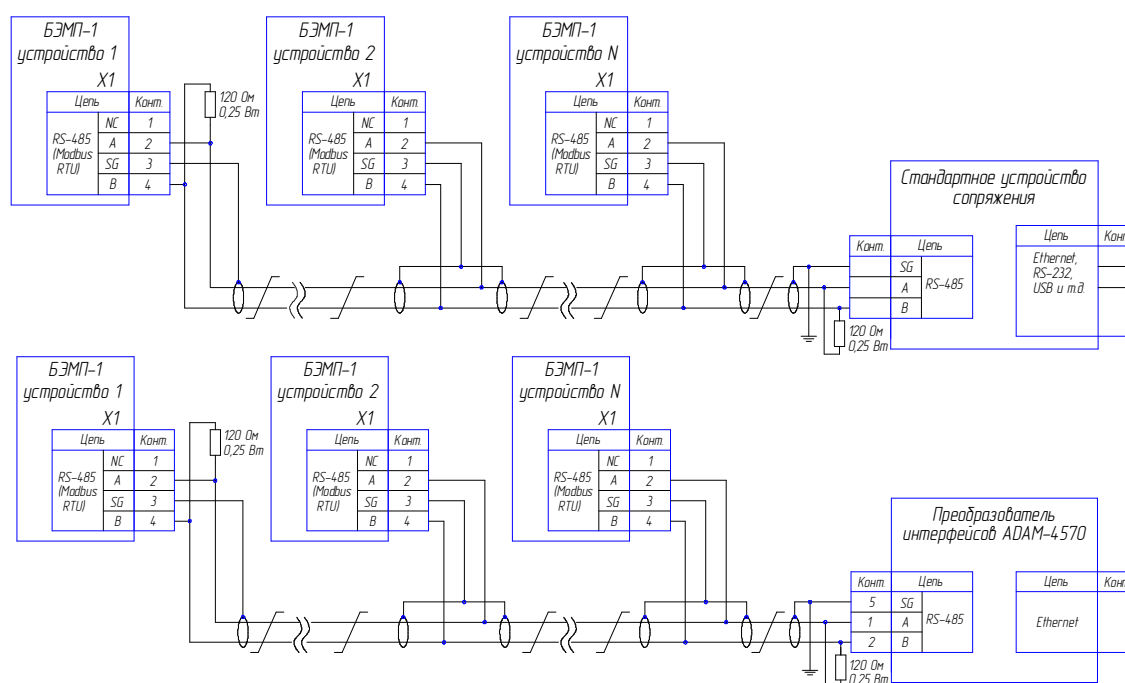 БЭМП-1
устройство 1
X1
Цепь Конт.
RS-485
(Modbus
RTU)
NC 1
A 2
SG 3
B 4
120 Ом
0,25 Вт
БЭМП-1
устройство 2
X1
Цепь Конт.
RS-485
(Modbus
RTU)
NC 1
A 2
SG 3
B 4
БЭМП-1
устройство N
X1
Цепь Конт.
RS-485
(Modbus
RTU)
NC 1
A 2
SG 3
B 4
Стандартное устройство
сопряжения
Конт. Цепь
SG
A
B
RS-485
120 Ом
0,25 Вт
Цепь Конт
Ethernet,
RS-232,
USB и т.д.
БЭМП-1
устройство 1
X1
Цепь Конт.
RS-485
(Modbus
RTU)
NC 1
A 2
SG 3
B 4
120 Ом
0,25 Вт
БЭМП-1
устройство 2
X1
Цепь Конт.
RS-485
(Modbus
RTU)
NC 1
A 2
SG 3
B 4
БЭМП-1
устройство N
X1
Цепь Конт.
RS-485
(Modbus
RTU)
NC 1
A 2
SG 3
B 4
Преобразователь
интерфейсов ADAM-4570
Конт. Цепь
5 SG
1 A
2 B
RS-485
120 Ом
0,25 Вт
Цепь Конт
Ethernet